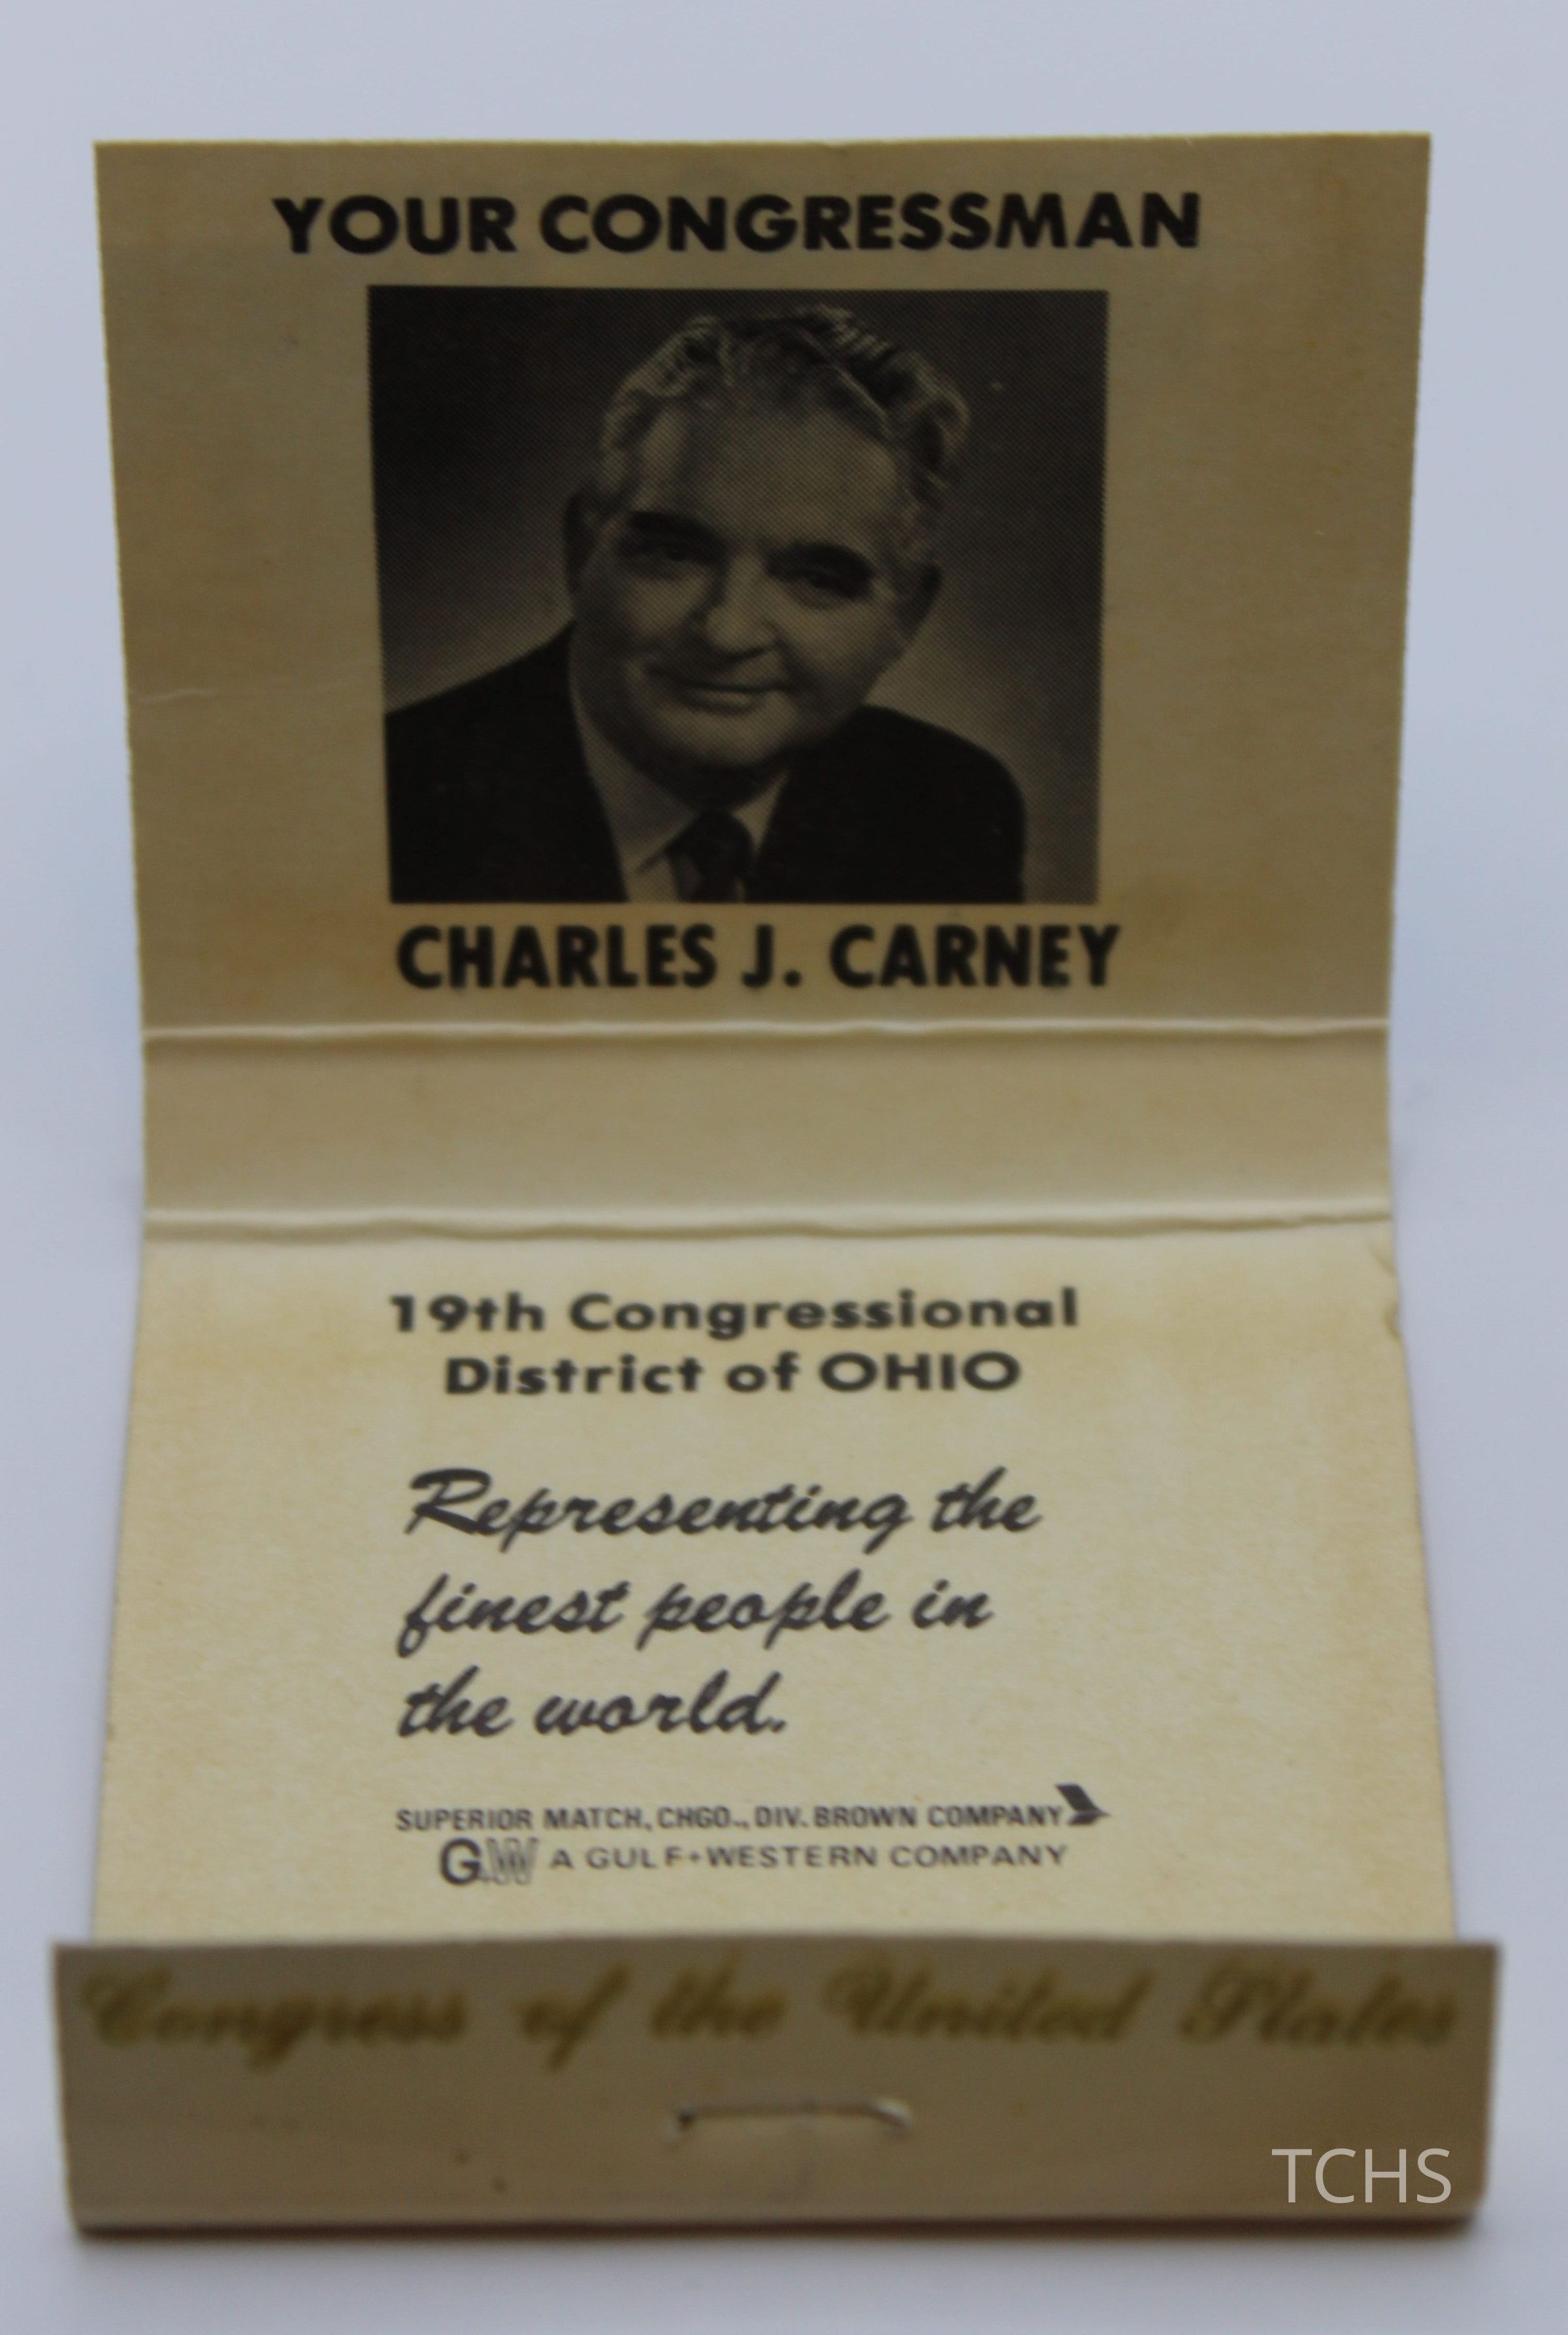 YOUR CONGRESSMAN
CHARLES J. CARNEY
19th Congressional
District of OHIO
Representing the
finest people in
the world.
SUPERIOR MATCH, CHGO., DIV. BROWN COMPANY
GW A GULF+WESTERN COMPANY
Congress of the United States
TCHS